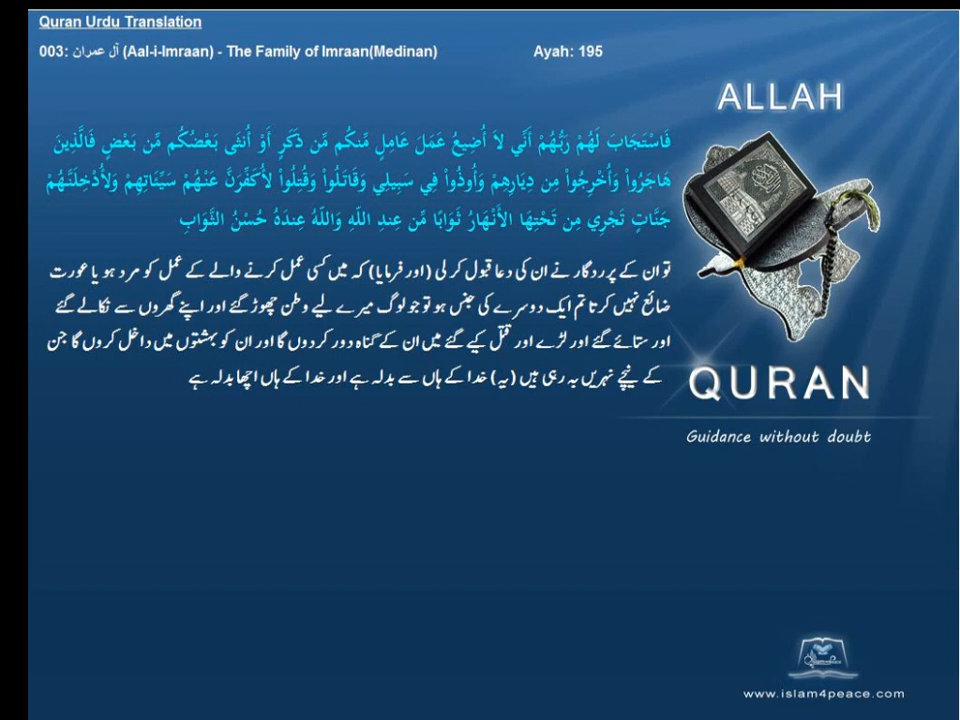 Quran Urdu Translation
003: آل عمران (Aal-i-Imraan) - The Family of Imraan(Medinan) Ayah: 195
ALLAH
فَاسْتَجَابَ لَهُمْ رَبُّهُمْ أَنِّي لاَ أُضِيعُ عَمَلَ عَامِلٍ مِّنكُم مِّن ذَكَرٍ أَوْ أُنثَى بَعْضُكُم مِّن بَعْضٍ فَالَّذِينَ
هَاجَرُواْ وَأُخْرِجُواْ مِن دِيَارِهِمْ وَأُوذُواْ فِي سَبِيلِي وَقَاتَلُواْ وَقُتِلُواْ لأُكَفِّرَنَّ عَنْهُمْ سَيِّئَاتِهِمْ وَلأُدْخِلَنَّهُمْ
جَنَّاتٍ تَجْرِي مِن تَحْتِهَا الأَنْهَارُ ثَوَابًا مِّن عِندِ اللّهِ وَاللّهُ عِندَهُ حُسْنُ الثَّوَابِ
تو ان کے پرردگار نے ان کی دعا قبول کر لی (اور فرمایا) کہ میں کسی عمل کرنے والے کے عمل کو مرد ہو یا عورت
ضائع نہیں کرتا تم ایک دوسرے کی جنس ہو تو جو لوگ میرے لیے وطن چھوڑ گئے اور اپنے گھروں سے نکالے گئے
اور ستائے گئے اور لڑے اور قتل کیے گئے میں ان کے گناہ دور کردوں گا اور ان کو بہشتوں میں داخل کروں گا جن
کے نیچے نہریں بہ رہی ہیں (یہ) خدا کے ہاں سے بدلہ ہے اور خدا کے ہاں اچھا بدلہ ہے
QURAN
Guidance without doubt
www.islam4peace.com